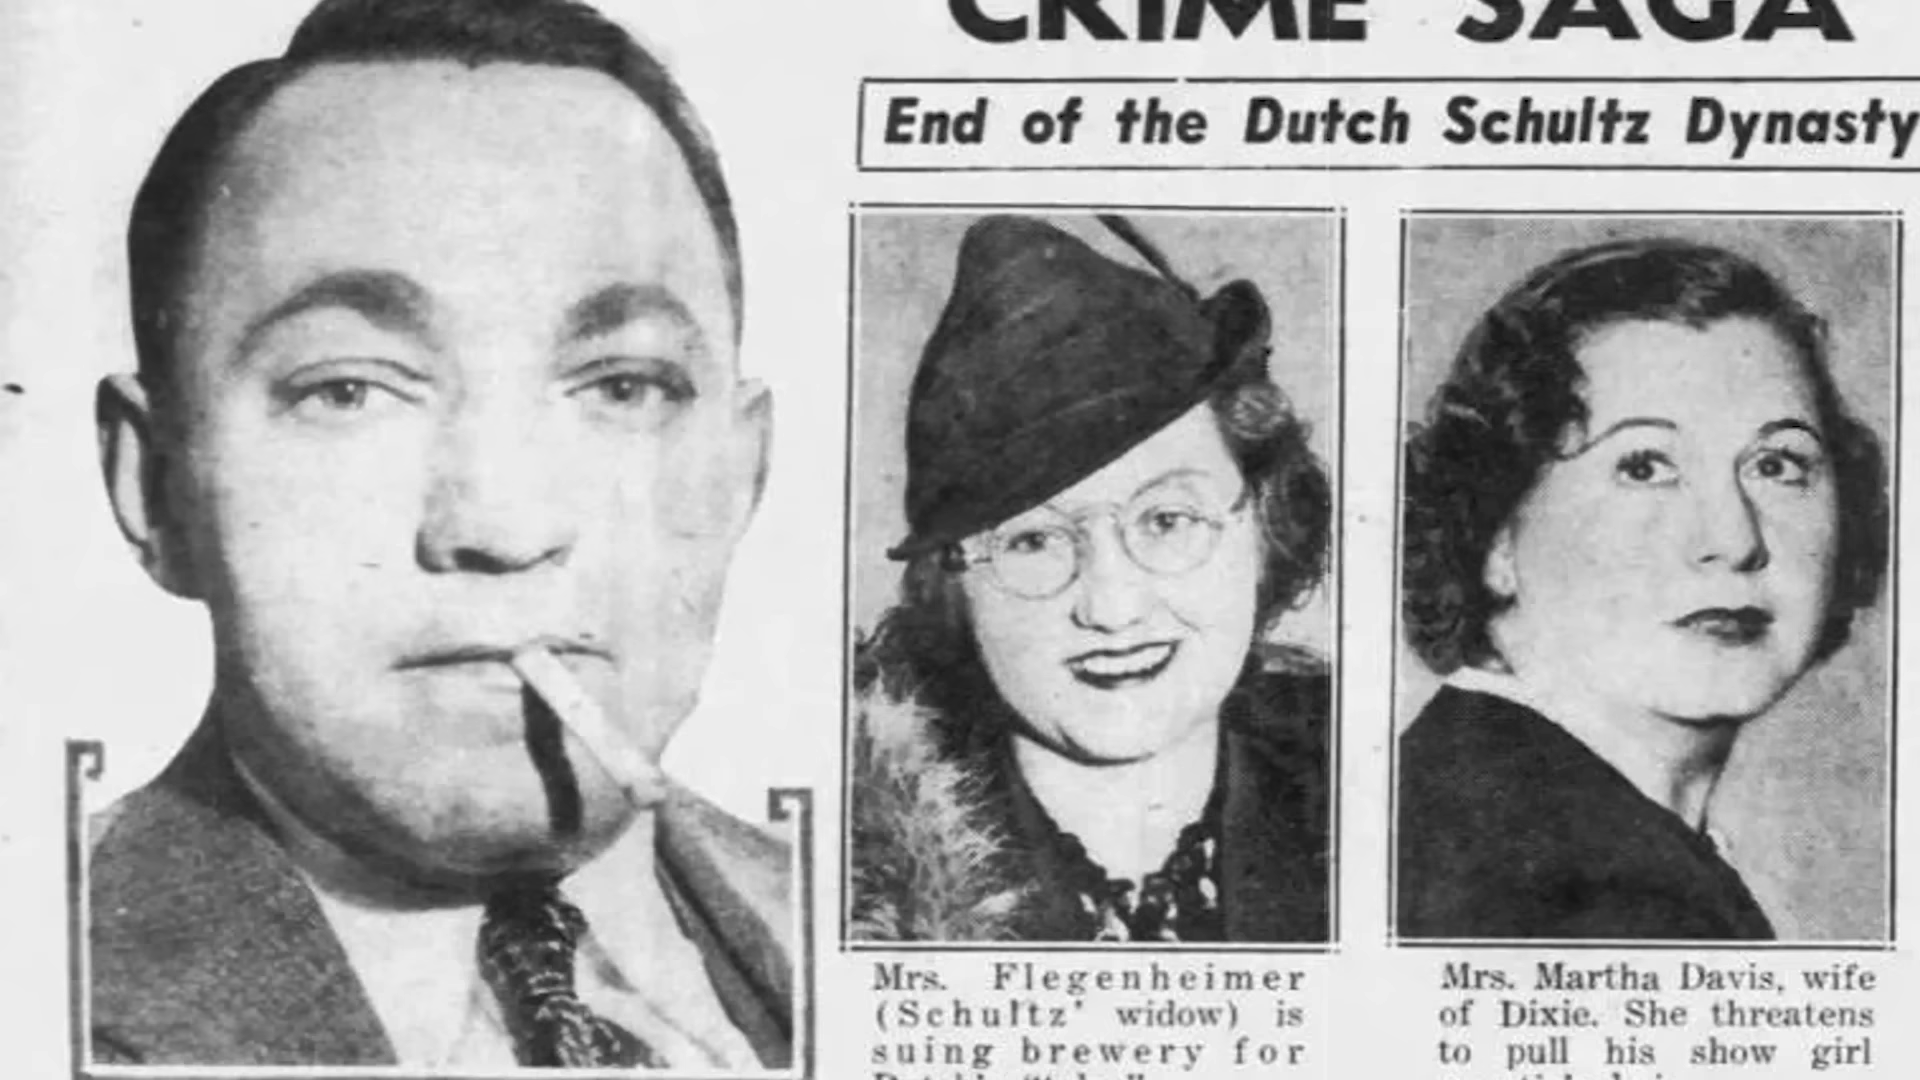 CRIME SAGA
End of the Dutch Schultz Dynasty
Mrs. Flegenheimer
(Schultz' widow) is
suing brewery for
Mrs. Martha Davis, wife
of Dixie. She threatens
to pull his show girl